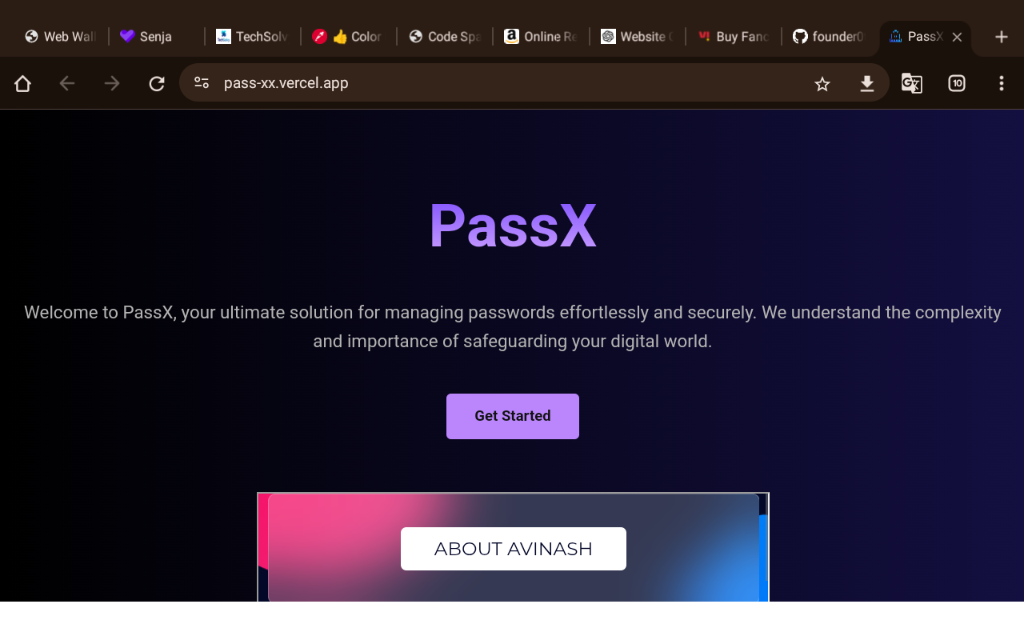 Web Wal
Senja
TechSolv
👍 Color
Code Spa
Online Re
Website
Buy Fanc
founder0
PassX
pass-xx.vercel.app
10
PassX
Welcome to PassX, your ultimate solution for managing passwords effortlessly and securely. We understand the complexity
and importance of safeguarding your digital world.
Get Started
ABOUT AVINASH